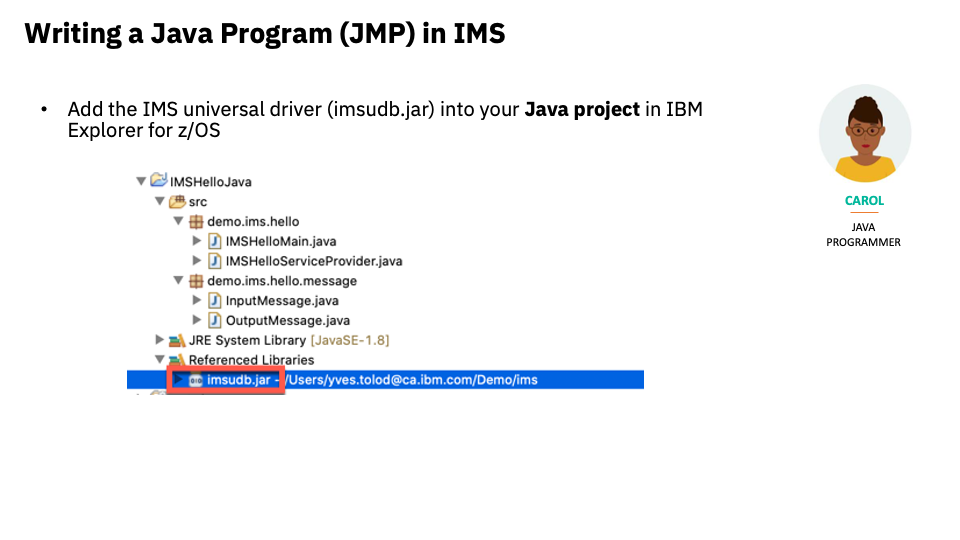 Writing a Java Program (JMP) in IMS
• Add the IMS universal driver (imsudb.jar) into your Java project in IBM
Explorer for z/OS
IMSHelloJava
src
demo.ims.hello
IMSHelloMain.java
IMSHelloServiceProvider.java
demo.ims.hello.message
InputMessage.java
OutputMessage.java
JRE System Library [JavaSE-1.8]
Referenced Libraries
imsudb.jar - /Users/yves.tolod@ca.ibm.com/Demo/ims
CAROL
JAVA
PROGRAMMER